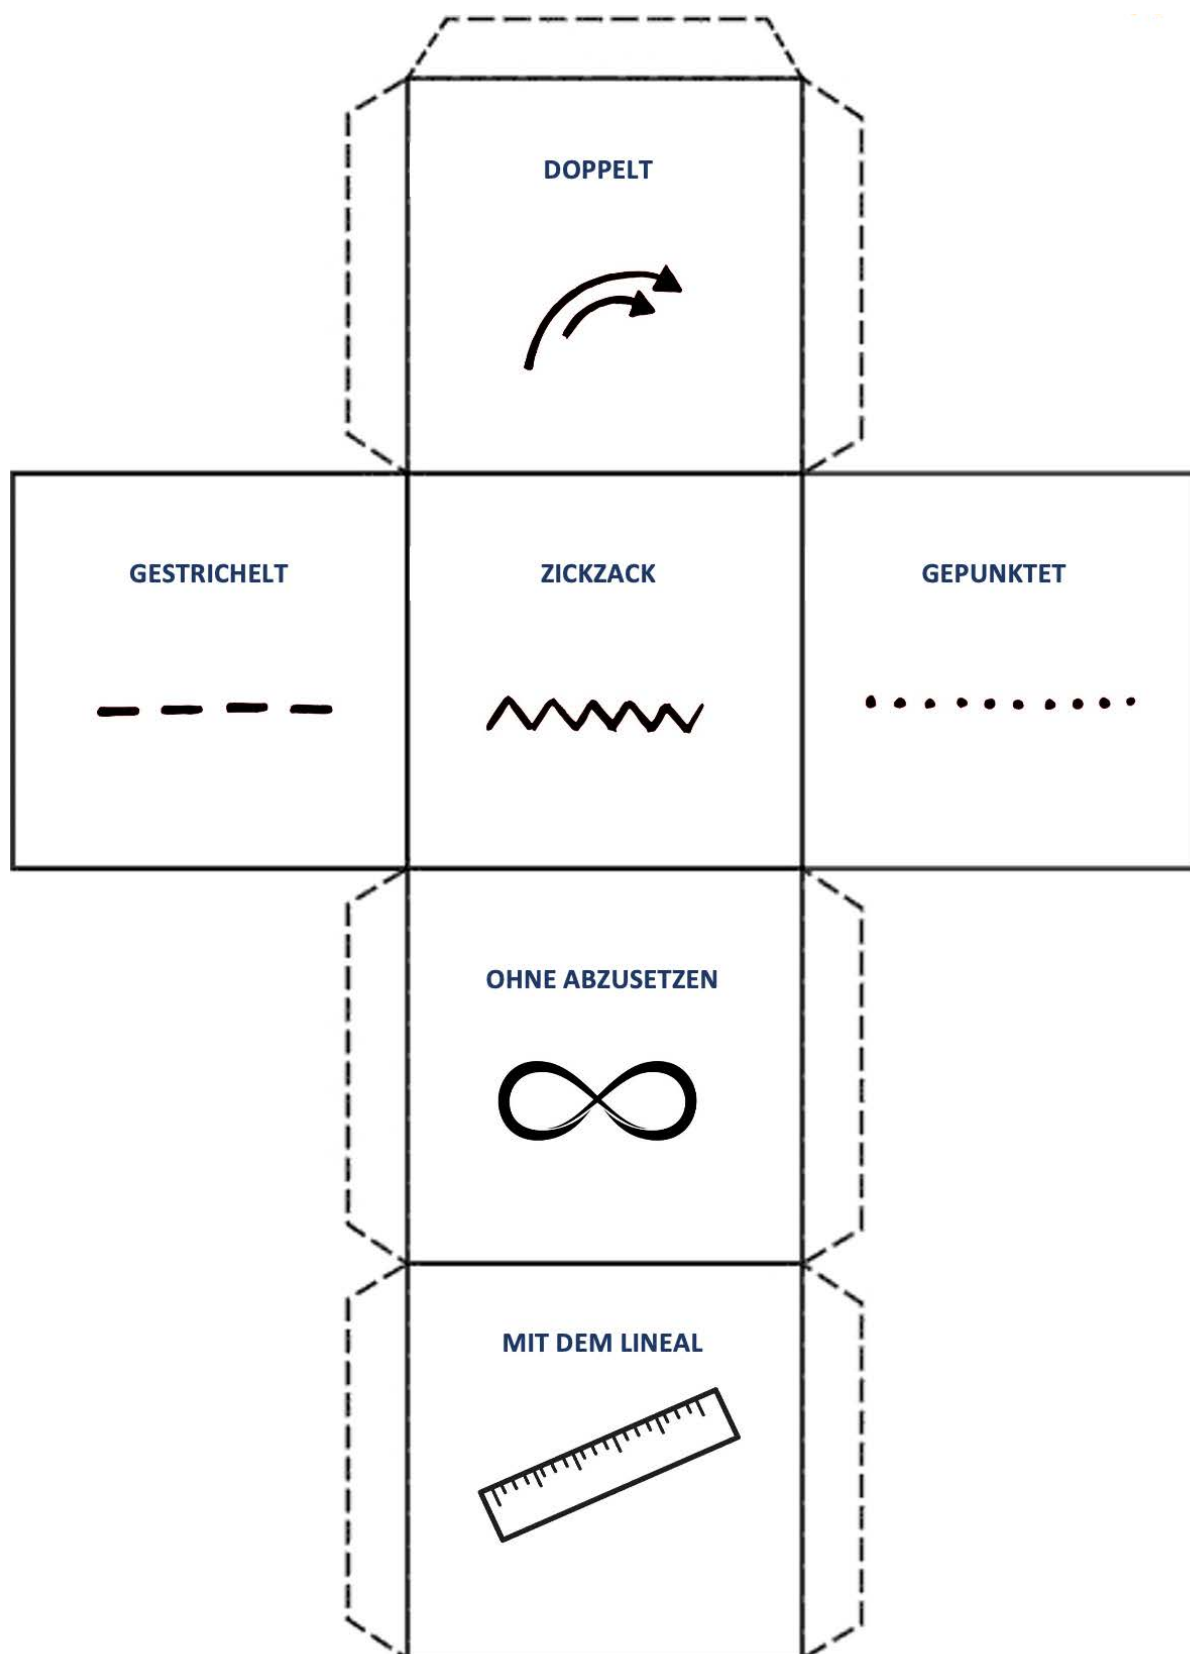 DOPPELT
GESTRICHELT
ZICKZACK
GEPUNKTET
OHNE ABZUSETZEN
MIT DEM LINEAL